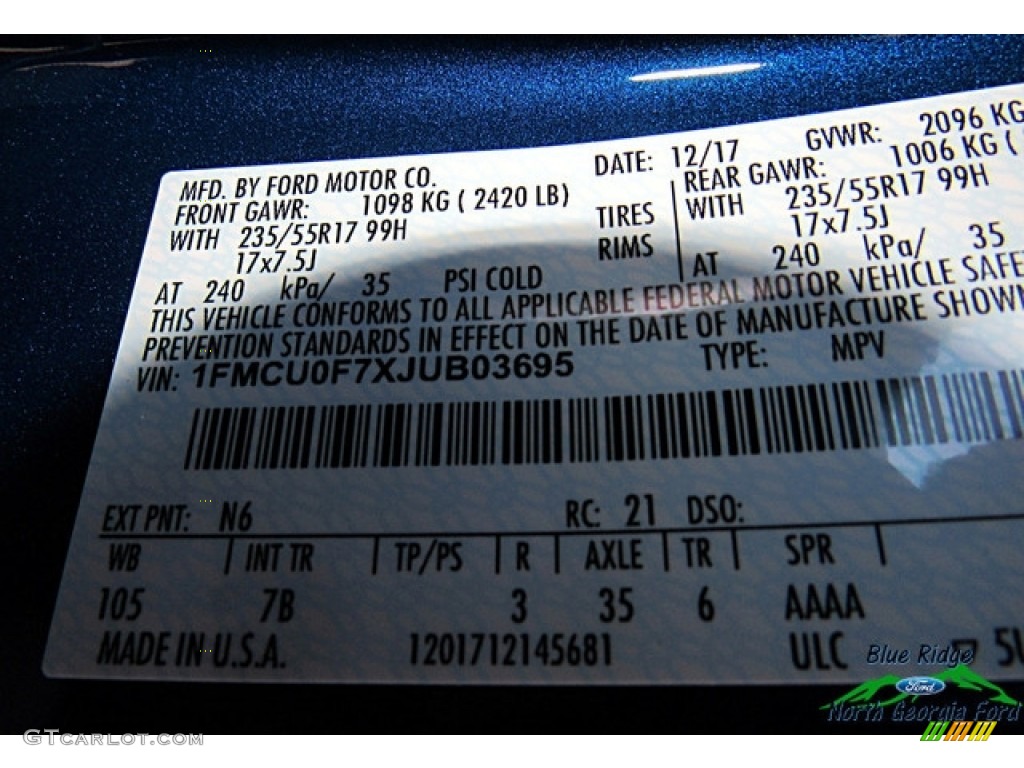 MFD. BY FORD MOTOR CO. DATE: 12/17 GVWR: 2096 KG
FRONT GAWR: 1098 KG ( 2420 LB) REAR GAWR: 1006 KG (
WITH 235/55R17 99H TIRES WITH 235/55R17 99H
17x7.5J RIMS 17x7.5J
AT 240 kPa/ 35 PSI COLD AT 240 kPa/ 35
THIS VEHICLE CONFORMS TO ALL APPLICABLE FEDERAL MOTOR VEHICLE SAFE
PREVENTION STANDARDS IN EFFECT ON THE DATE OF MANUFACTURE SHOWN
VIN: 1FMCU0F7XJUB03695 TYPE: MPV
EXT PNT: N6 RC: 21 DSO:
WB INT TR TP/PS R AXLE TR SPR
105 7B 3 35 6 AAAA
MADE IN U.S.A. 1201712145681 ULC 5U
Blue Ridge
Ford
North Georgia Ford
GTCARLOT.COM